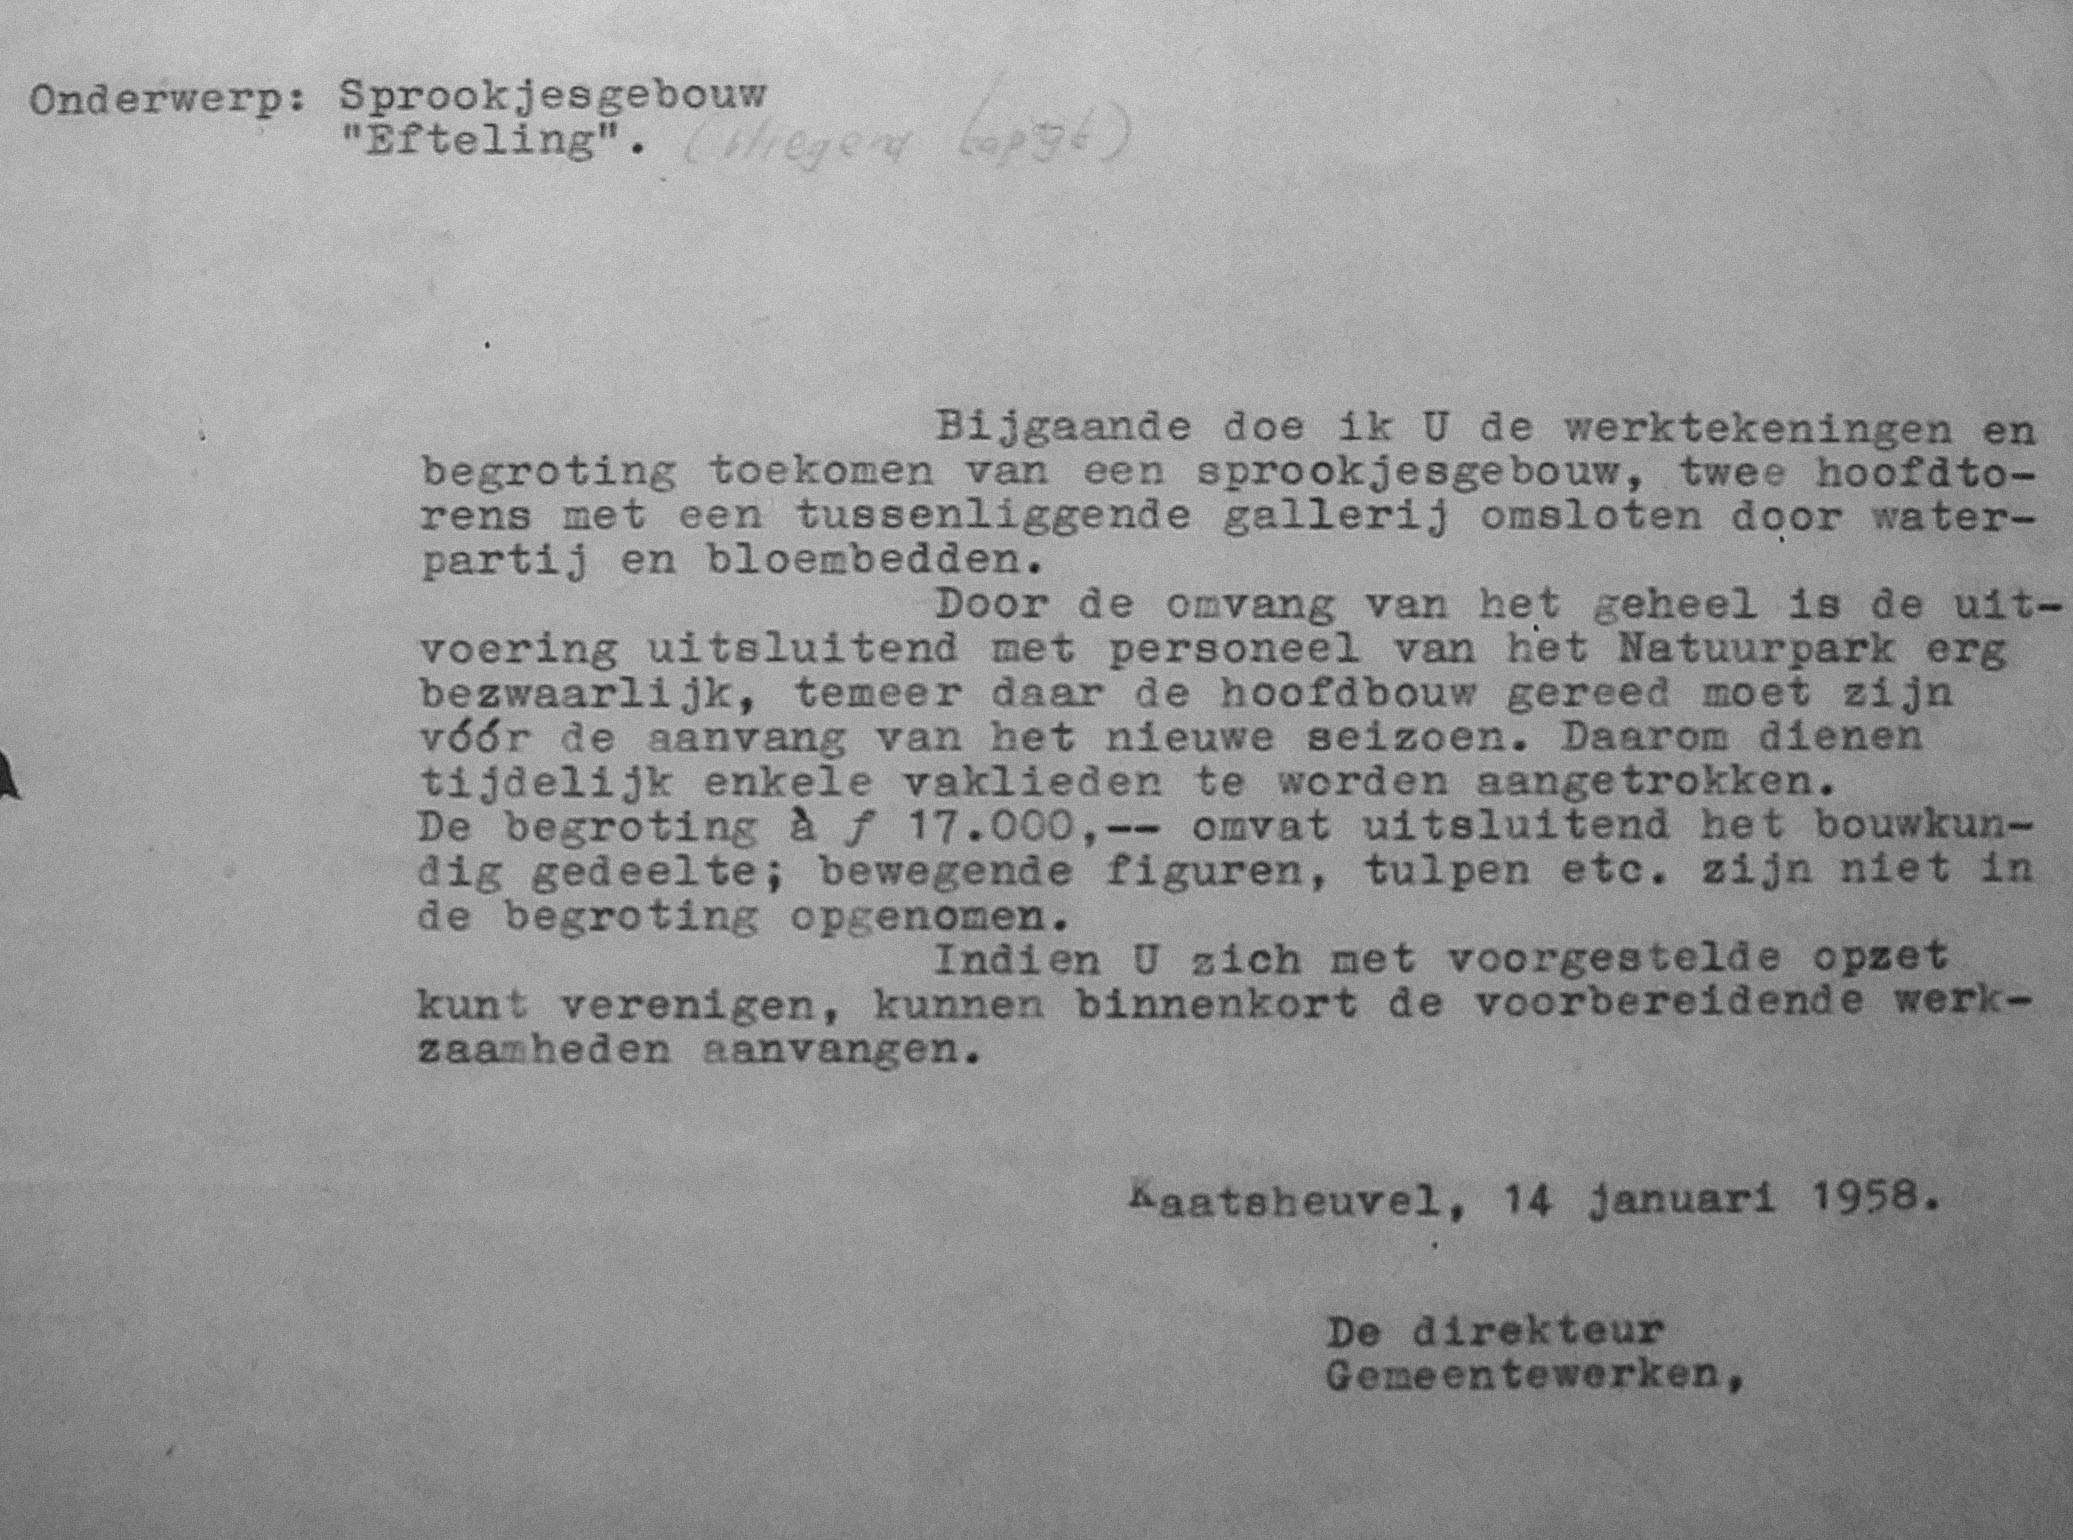 Onderwerp: Sprookjesgebouw
"Efteling". (vliegend tapijt)
Bijgaande doe ik U de werktekeningen en
begroting toekomen van een sprookjesgebouw, twee hoofdto-
rens met een tussenliggende gallerij omsloten door water-
partij en bloembedden.
Door de omvang van het geheel is de uit-
voering uitsluitend met personeel van het Natuurpark erg
bezwaarlijk, temeer daar de hoofdbouw gereed moet zijn
vóór de aanvang van het nieuwe seizoen. Daarom dienen
tijdelijk enkele vaklieden te worden aangetrokken.
De begroting à ƒ 17.000,-- omvat uitsluitend het bouwkun-
dig gedeelte; bewegende figuren, tulpen etc. zijn niet in
de begroting opgenomen.
Indien U zich met voorgestelde opzet
kunt verenigen, kunnen binnenkort de voorbereidende werk-
zaamheden aanvangen.
Kaatsheuvel, 14 januari 1958.
De direkteur
Gemeentewerken,